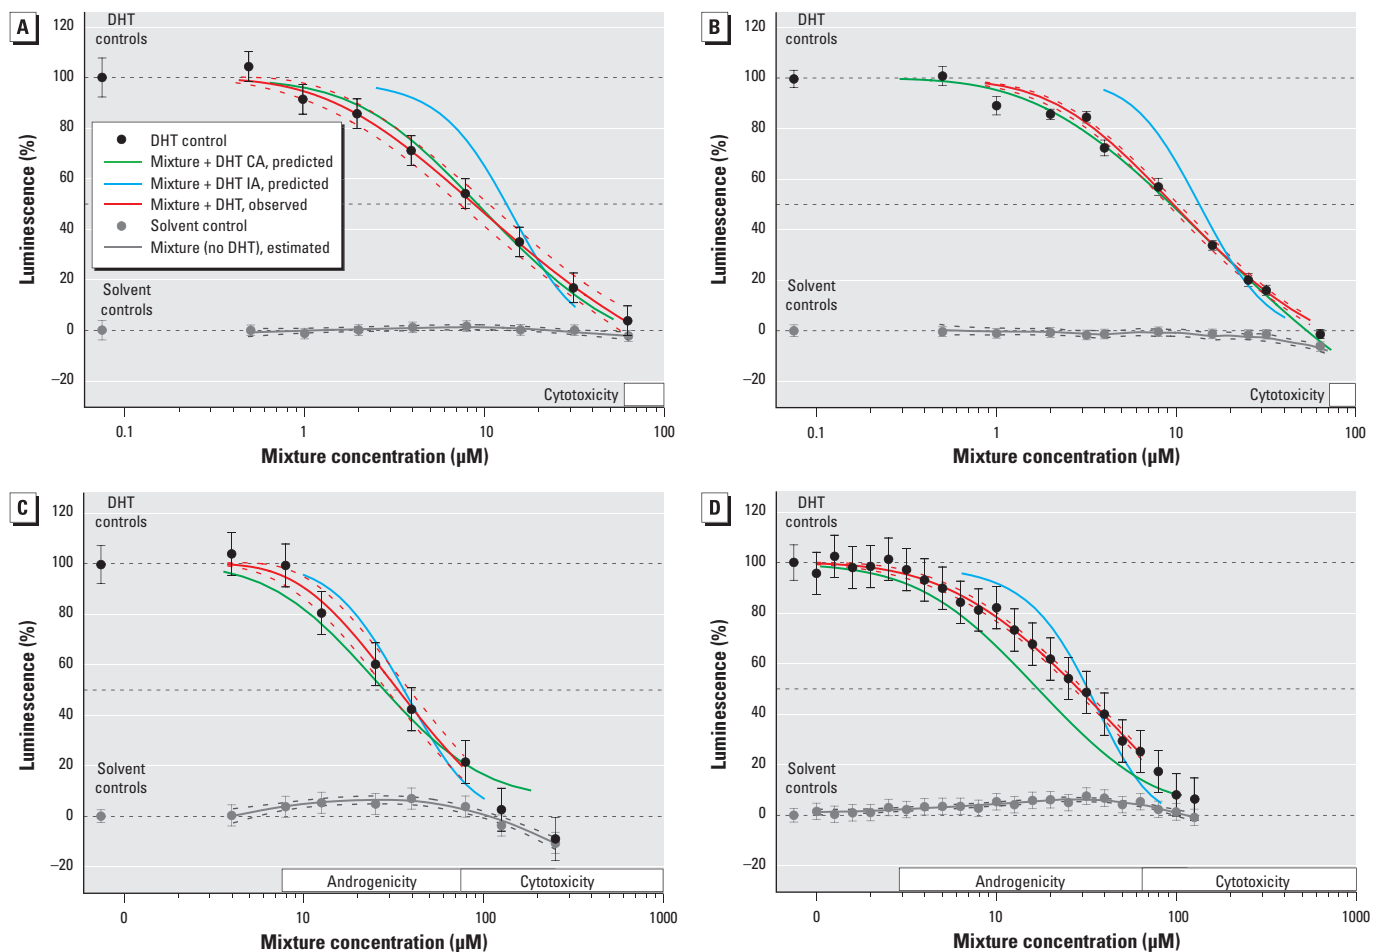 A
DHT
controls
120
100
80
60
40
20
0
–20
Luminescence (%)
DHT control
Mixture + DHT CA, predicted
Mixture + DHT IA, predicted
Mixture + DHT, observed
Solvent control
Mixture (no DHT), estimated
Solvent
controls
Cytotoxicity
0.1
1
10
100
Mixture concentration (µM)
B
DHT
controls
120
100
80
60
40
20
0
–20
Luminescence (%)
Solvent
controls
Cytotoxicity
0.1
1
10
100
Mixture concentration (µM)
C
DHT
controls
120
100
80
60
40
20
0
–20
Luminescence (%)
Solvent
controls
Androgenicity
Cytotoxicity
0
10
100
1000
Mixture concentration (µM)
D
DHT
controls
120
100
80
60
40
20
0
–20
Luminescence (%)
Solvent
controls
Androgenicity
Cytotoxicity
0
10
100
1000
Mixture concentration (µM)